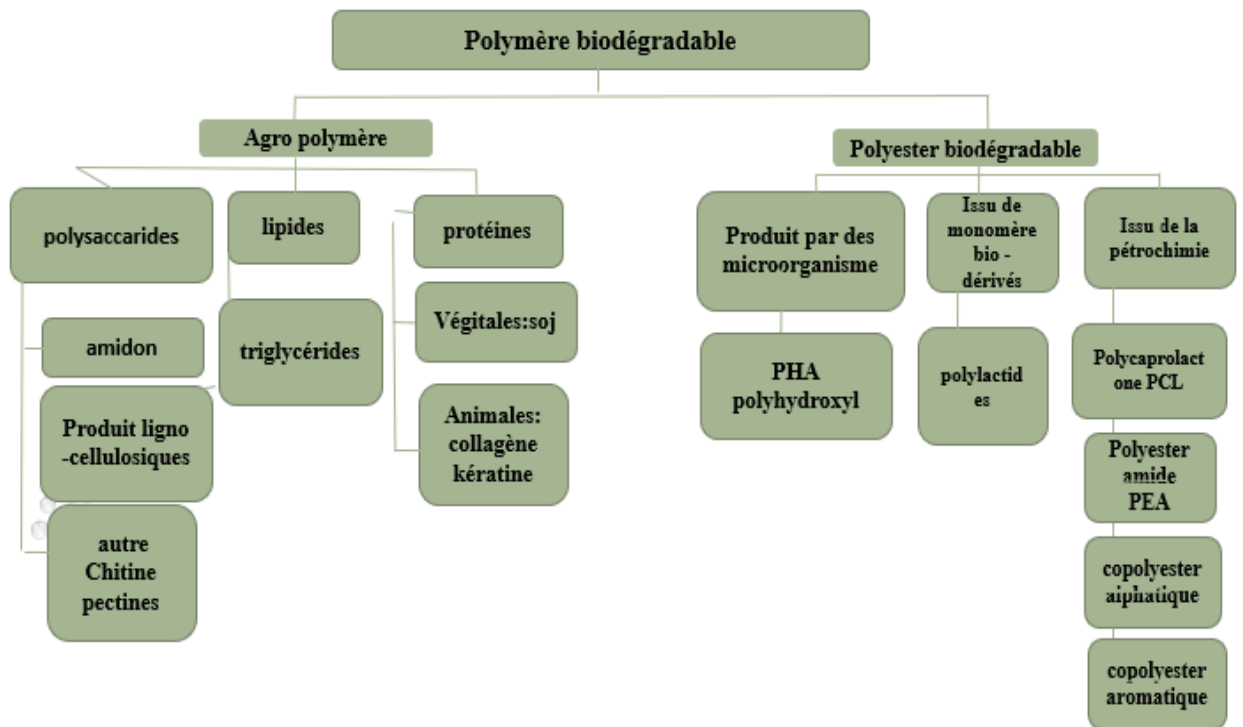 Polymère biodégradable
Agro polymère
Polyester biodégradable
polysaccarides
lipides
protéines
Produit par des
microorganisme
Issu de
monomère
bio -
dérivés
Issu de la
pétrochimie
amidon
triglycérides
Végitales:soj
PHA
polyhydroxyl
polylactid
es
Polycaprolact
one PCL
Produit ligno
-cellulosiques
Animales:
collagène
kératine
Polyester
amide
PEA
autre
Chitine
pectines
copolyester
aiphatique
copolyester
aromatique